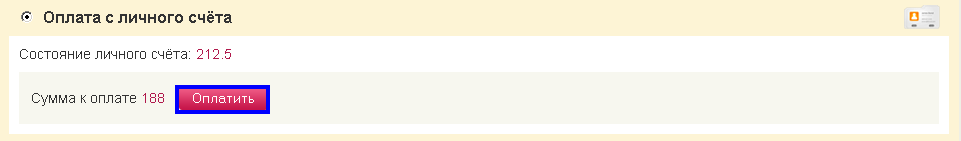 Оплата с личного счёта
Состояние личного счёта: 212.5
Сумма к оплате 188 Оплатить